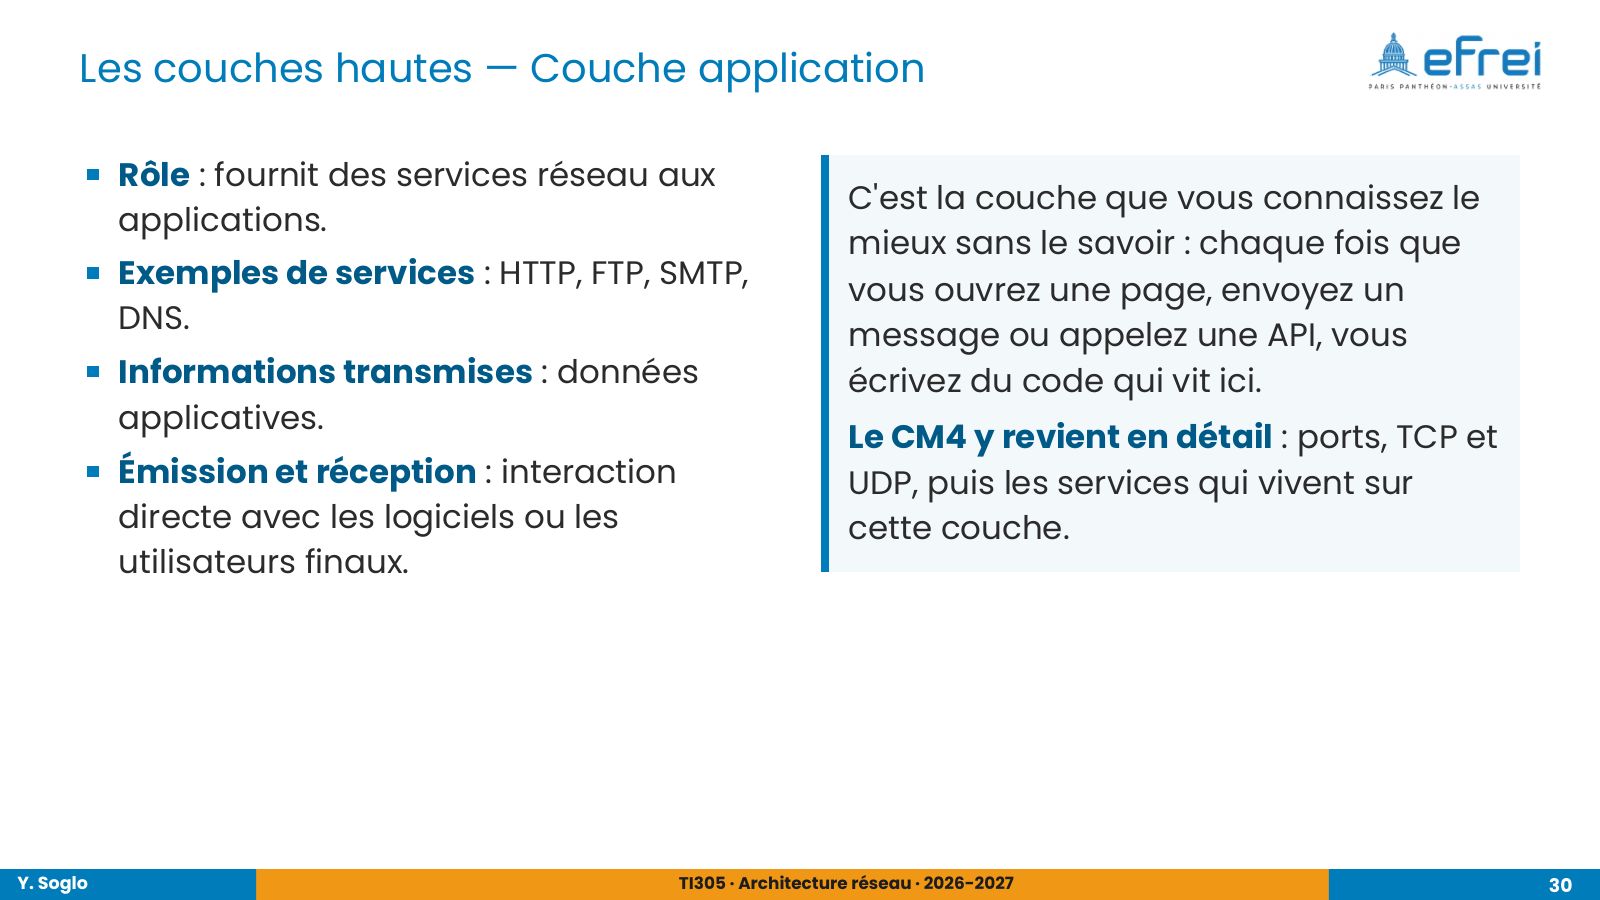 Les couches hautes — Couche application
efrei
PARIS PANTHÉON-ASSAS UNIVERSITÉ
Rôle : fournit des services réseau aux
applications.
Exemples de services : HTTP, FTP, SMTP,
DNS.
Informations transmises : données
applicatives.
Émission et réception : interaction
directe avec les logiciels ou les
utilisateurs finaux.
C'est la couche que vous connaissez le
mieux sans le savoir : chaque fois que
vous ouvrez une page, envoyez un
message ou appelez une API, vous
écrivez du code qui vit ici.
Le CM4 y revient en détail : ports, TCP et
UDP, puis les services qui vivent sur
cette couche.
Y. Soglo
TI305 · Architecture réseau · 2026-2027
30